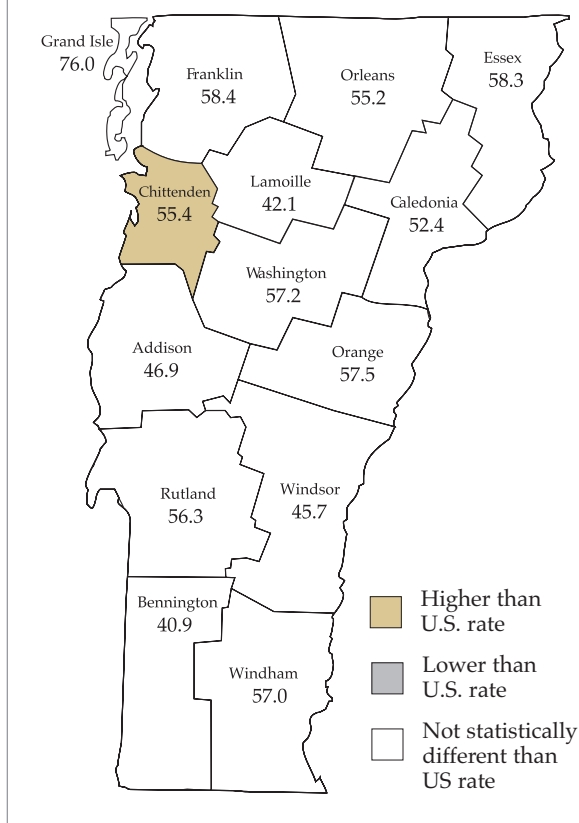 Grand Isle
76.0
Franklin
58.4
Orleans
55.2
Essex
58.3
Chittenden
55.4
Lamoille
42.1
Caledonia
52.4
Washington
57.2
Addison
46.9
Orange
57.5
Rutland
56.3
Windsor
45.7
Bennington
40.9
Windham
57.0
Higher than
U.S. rate
Lower than
U.S. rate
Not statistically
different than
US rate